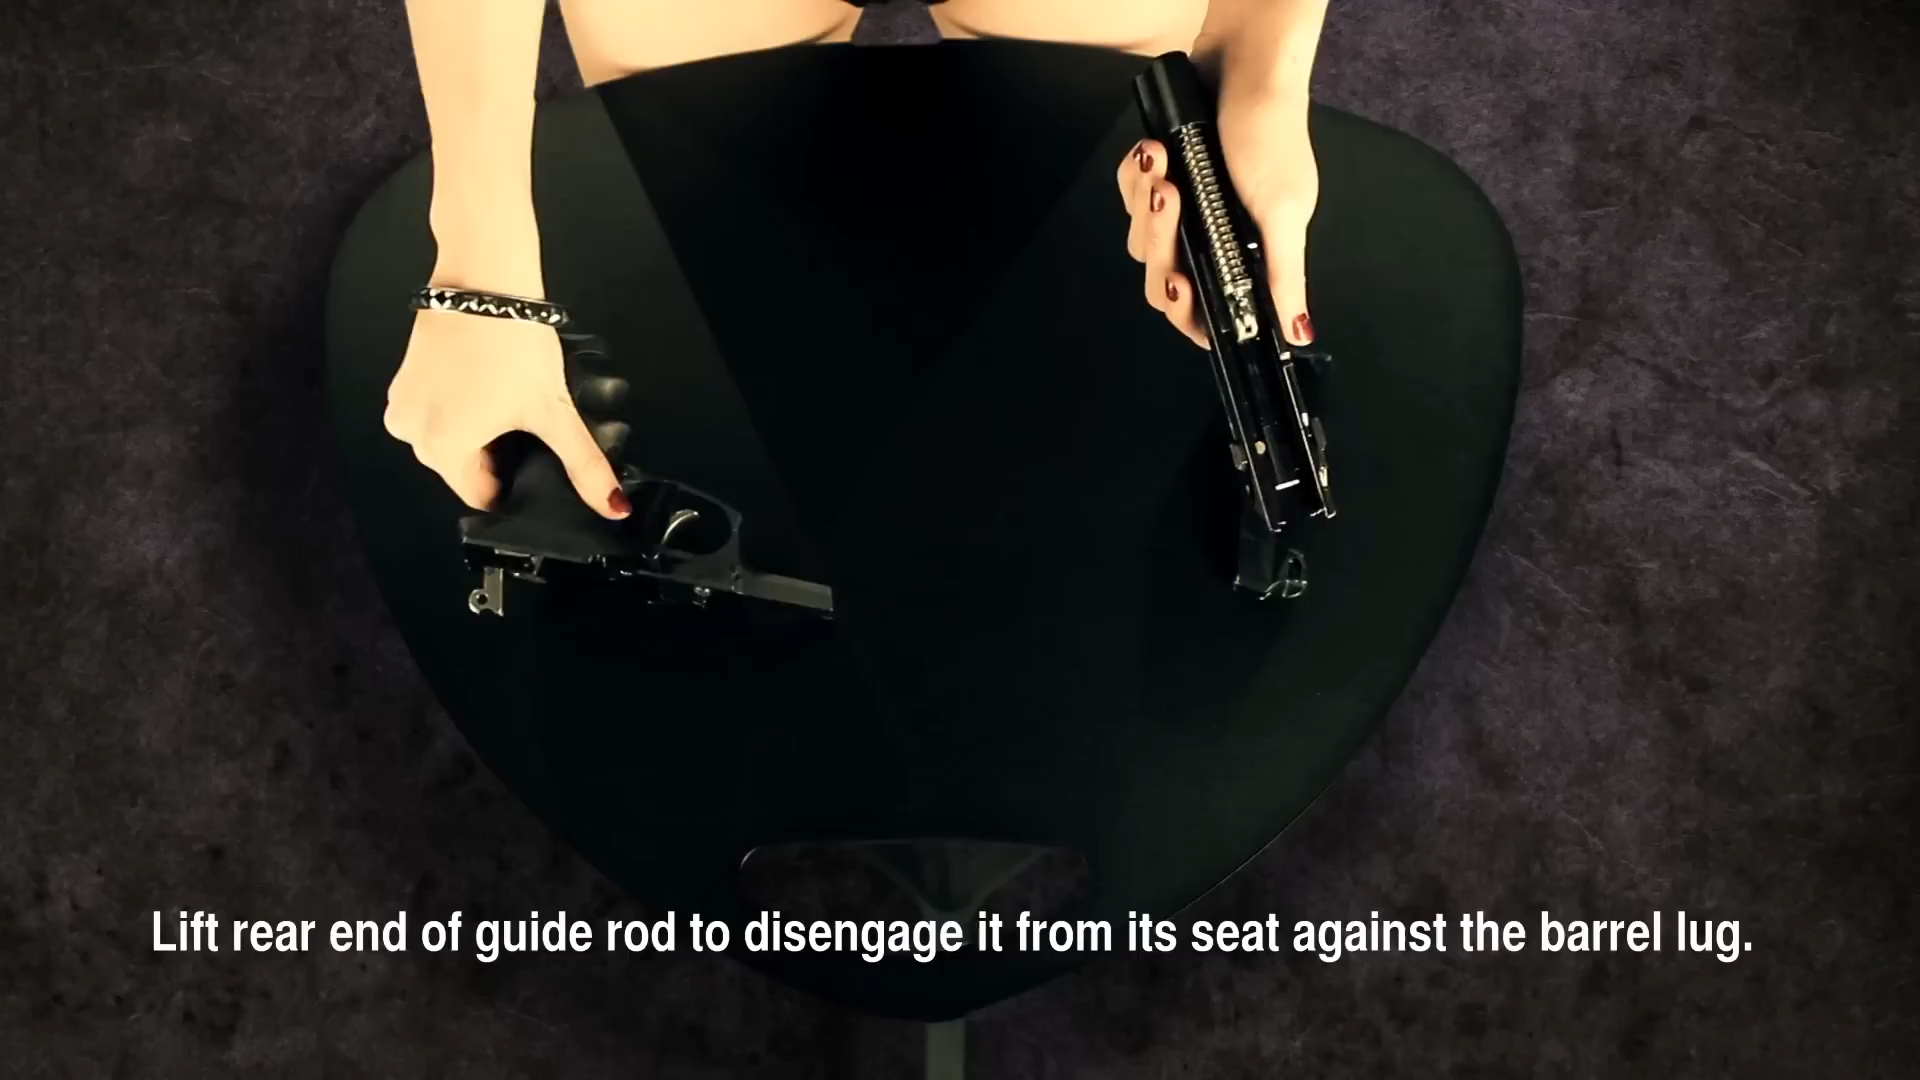 Lift rear end of guide rod to disengage it from its seat against the barrel lug.